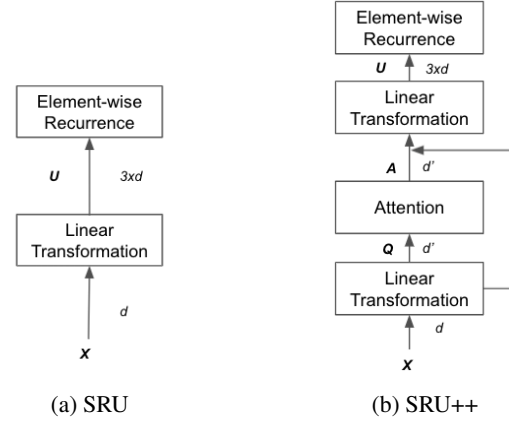 Element-wise
Recurrence
U 3xd
Linear
Transformation
d
X
(a) SRU
Element-wise
Recurrence
U 3xd
Linear
Transformation
A d'
Attention
Q d'
Linear
Transformation
d
X
(b) SRU++